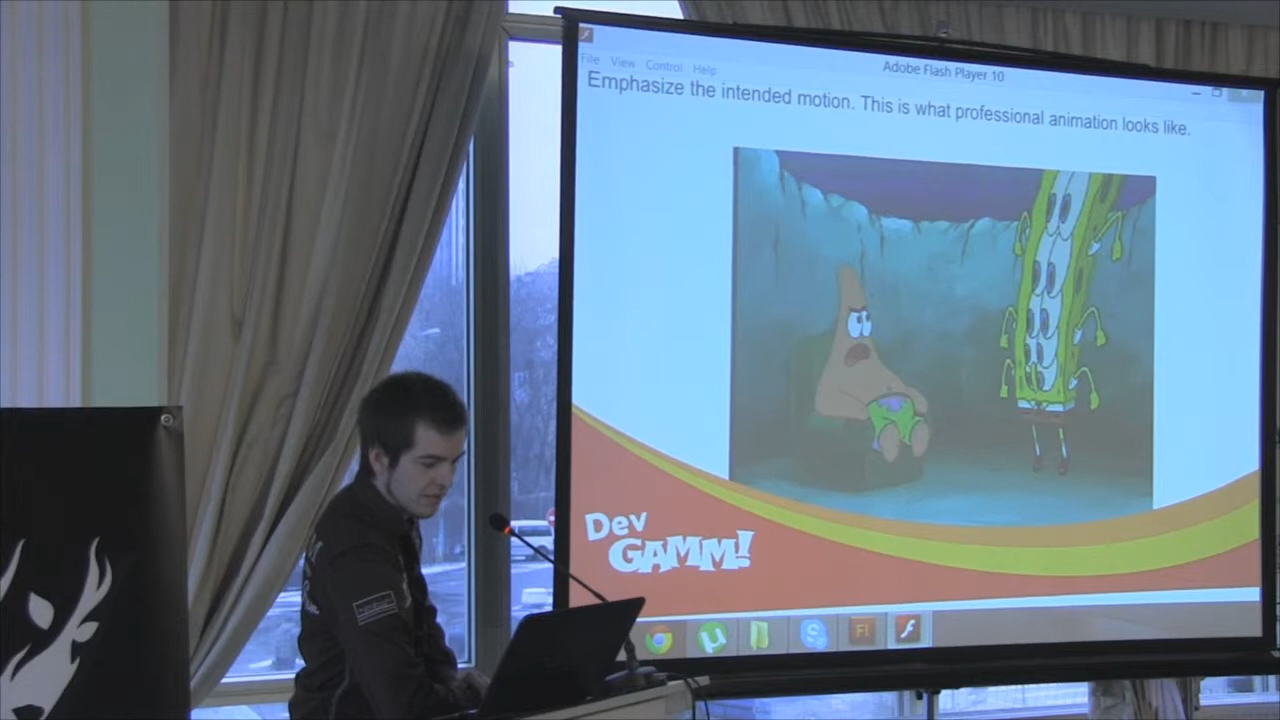 Adobe Flash Player 10
File View Control Help
Emphasize the intended motion. This is what professional animation looks like.
Dev
GAMM!
Fl